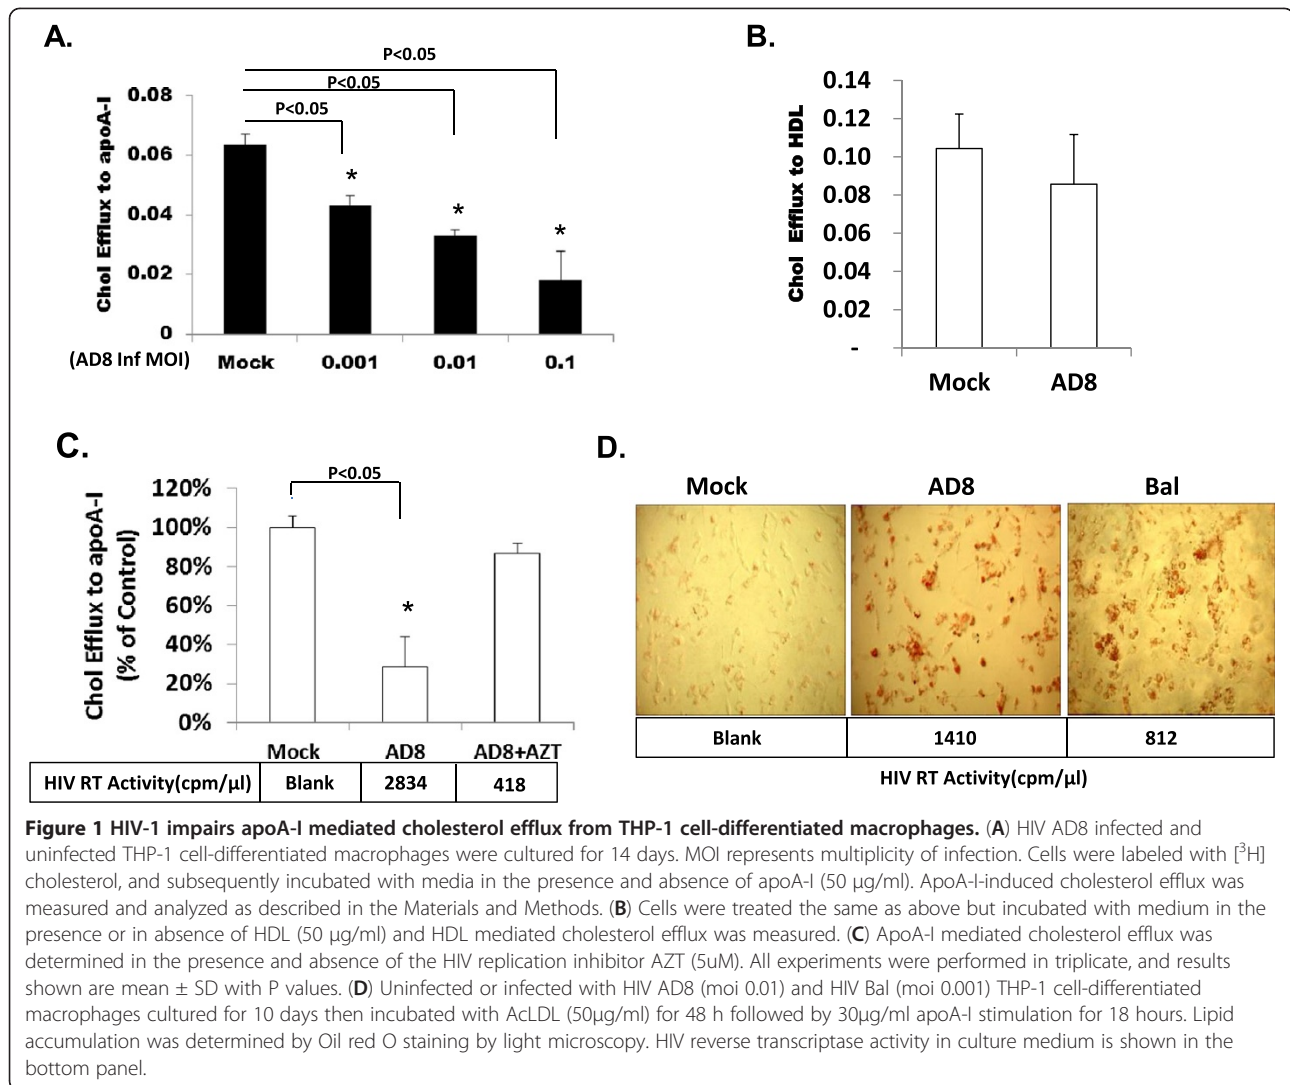 A.
P<0.05
P<0.05
P<0.05
Chol Efflux to apoA-I
0.08
0.06
0.04
0.02
0
*
*
*
(AD8 Inf MOI) Mock 0.001 0.01 0.1
B.
Chol Efflux to HDL
0.14
0.12
0.10
0.08
0.06
0.04
0.02
-
Mock AD8
C.
P<0.05
Chol Efflux to apoA-I
(% of Control)
120%
100%
80%
60%
40%
20%
0%
*
Mock AD8 AD8+AZT
HIV RT Activity(cpm/µl) Blank 2834 418
D.
Mock AD8 Bal
Blank 1410 812
HIV RT Activity(cpm/µl)
Figure 1 HIV-1 impairs apoA-I mediated cholesterol efflux from THP-1 cell-differentiated macrophages. (A) HIV AD8 infected and
uninfected THP-1 cell-differentiated macrophages were cultured for 14 days. MOI represents multiplicity of infection. Cells were labeled with [³H]
cholesterol, and subsequently incubated with media in the presence and absence of apoA-I (50 µg/ml). ApoA-I-induced cholesterol efflux was
measured and analyzed as described in the Materials and Methods. (B) Cells were treated the same as above but incubated with medium in the
presence or in absence of HDL (50 µg/ml) and HDL mediated cholesterol efflux was measured. (C) ApoA-I mediated cholesterol efflux was
determined in the presence and absence of the HIV replication inhibitor AZT (5uM). All experiments were performed in triplicate, and results
shown are mean ± SD with P values. (D) Uninfected or infected with HIV AD8 (moi 0.01) and HIV Bal (moi 0.001) THP-1 cell-differentiated
macrophages cultured for 10 days then incubated with AcLDL (50µg/ml) for 48 h followed by 30µg/ml apoA-I stimulation for 18 hours. Lipid
accumulation was determined by Oil red O staining by light microscopy. HIV reverse transcriptase activity in culture medium is shown in the
bottom panel.